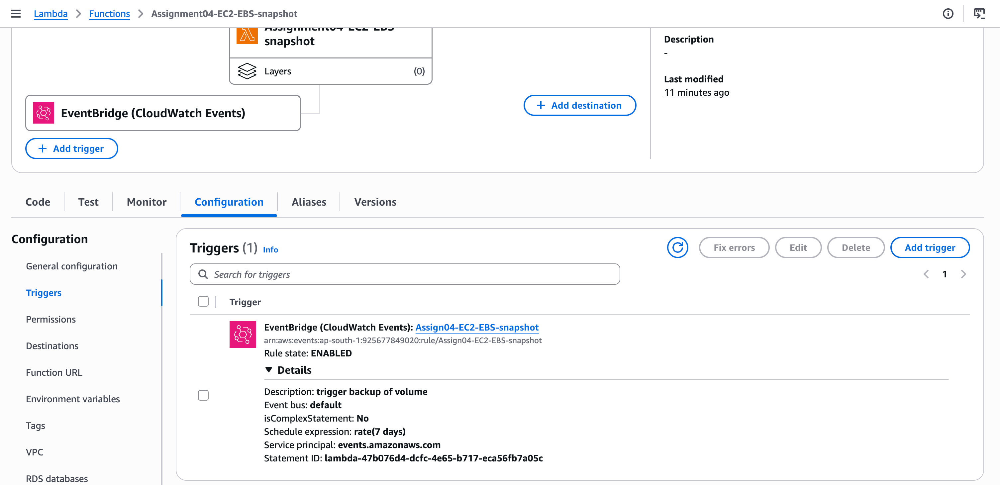 Lambda > Functions > Assignment04-EC2-EBS-snapshot
Assignment04-EC2-EBS-
snapshot
Layers (0)
EventBridge (CloudWatch Events)
+ Add trigger
+ Add destination
Description
-
Last modified
11 minutes ago
Code Test Monitor Configuration Aliases Versions
Configuration
General configuration
Triggers
Permissions
Destinations
Function URL
Environment variables
Tags
VPC
RDS databases
Triggers (1) Info
Fix errors Edit Delete Add trigger
Search for triggers
1
Trigger
EventBridge (CloudWatch Events): Assign04-EC2-EBS-snapshot
arn:aws:events:ap-south-1:925677849020:rule/Assign04-EC2-EBS-snapshot
Rule state: ENABLED
Details
Description: trigger backup of volume
Event bus: default
isComplexStatement: No
Schedule expression: rate(7 days)
Service principal: events.amazonaws.com
Statement ID: lambda-47b076d4-dcfc-4e65-b717-eca56fb7a05c